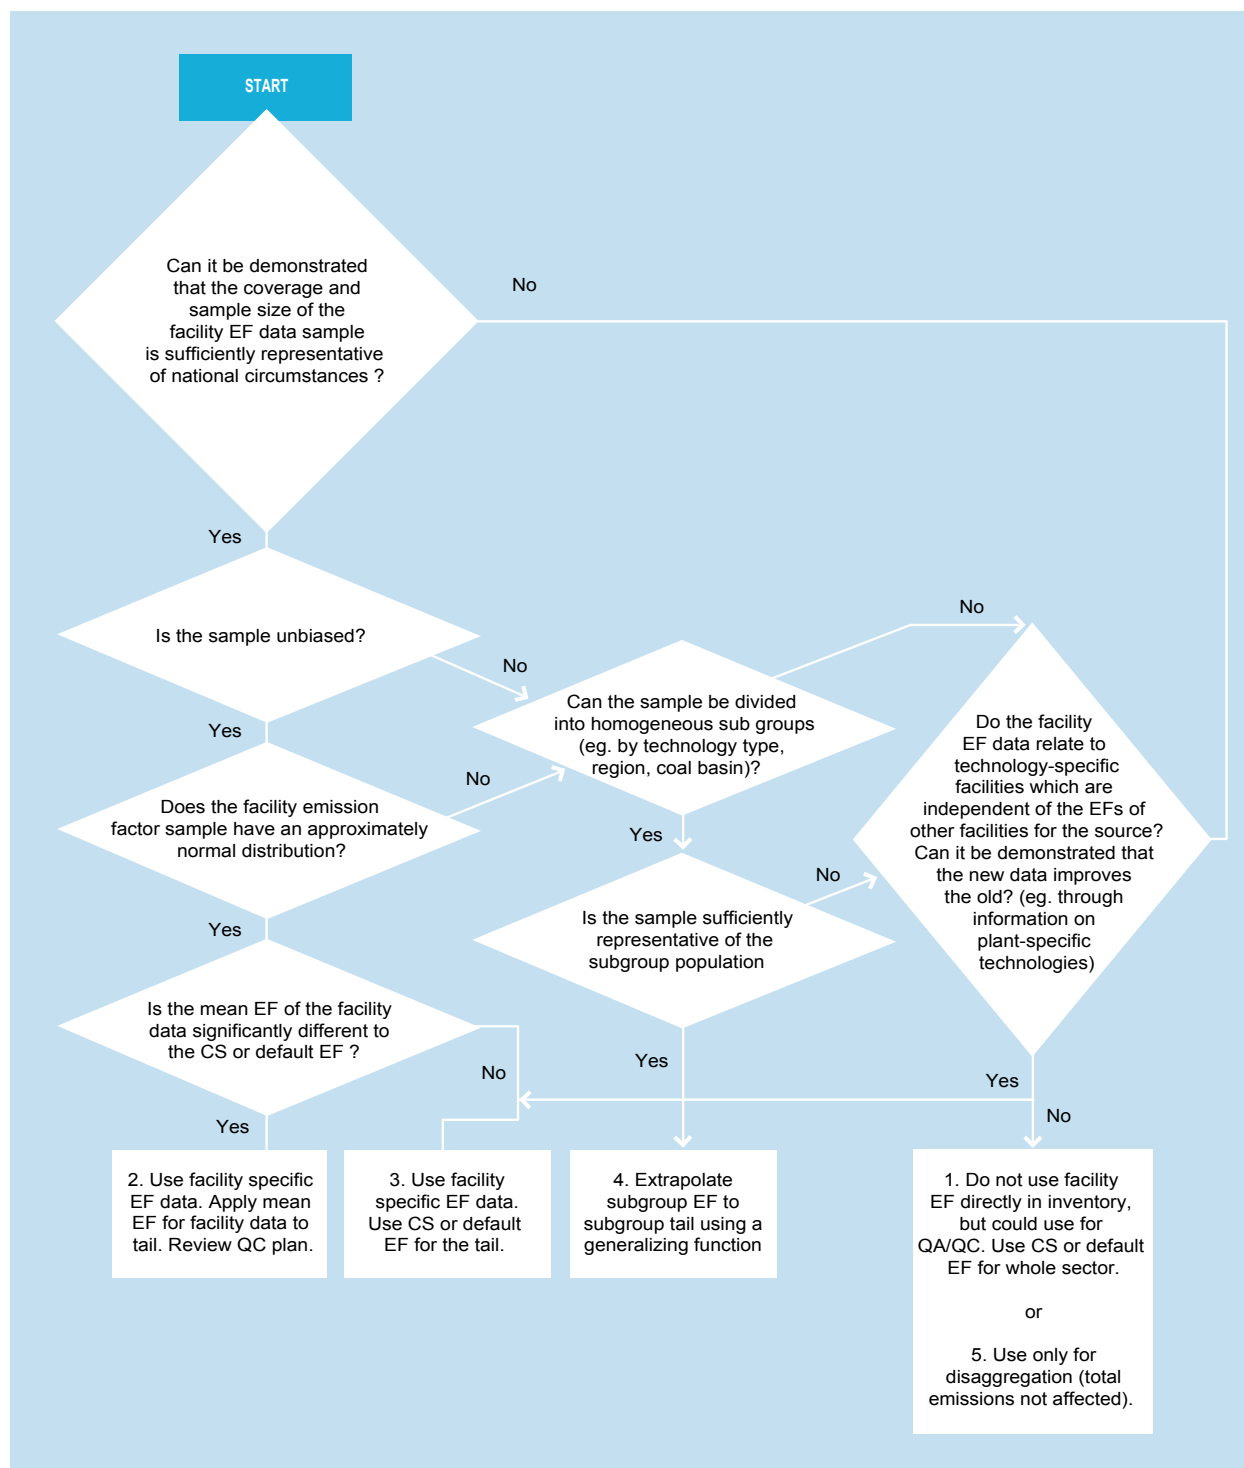 START
Can it be demonstrated
that the coverage and
sample size of the
facility EF data sample
is sufficiently representative
of national circumstances ?
No
Yes
Is the sample unbiased?
No
Yes
Does the facility emission
factor sample have an approximately
normal distribution?
No
Yes
Is the mean EF of the facility
data significantly different to
the CS or default EF ?
No
Yes
Can the sample be divided
into homogeneous sub groups
(eg. by technology type,
region, coal basin)?
No
Yes
Is the sample sufficiently
representative of the
subgroup population
No
Yes
Do the facility
EF data relate to
technology-specific
facilities which are
independent of the EFs of
other facilities for the source?
Can it be demonstrated that
the new data improves
the old? (eg. through
information on
plant-specific
technologies)
Yes
No
2. Use facility specific
EF data. Apply mean
EF for facility data to
tail. Review QC plan.
3. Use facility
specific EF data.
Use CS or default
EF for the tail.
4. Extrapolate
subgroup EF to
subgroup tail using a
generalizing function
1. Do not use facility
EF directly in inventory,
but could use for
QA/QC. Use CS or default
EF for whole sector.
or
5. Use only for
disaggregation (total
emissions not affected).